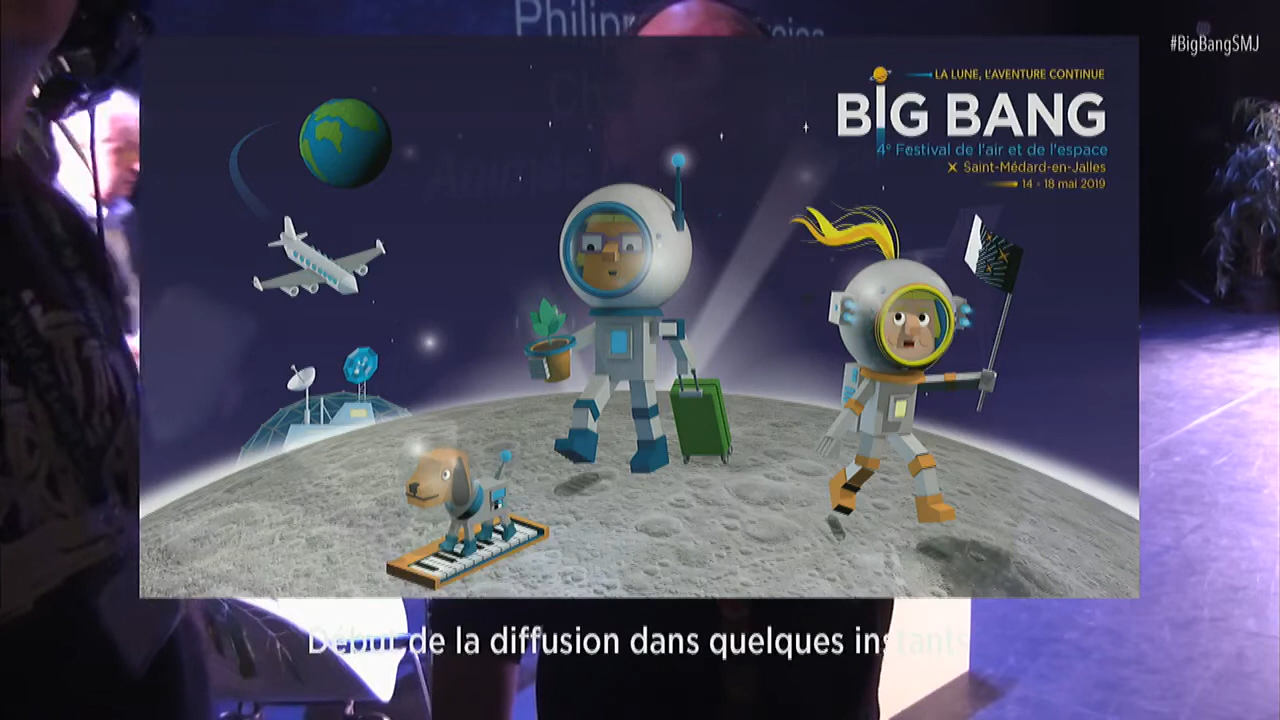 #BigBangSMJ
LA LUNE, L'AVENTURE CONTINUE
BIG BANG
4e Festival de l'air et de l'espace
Saint-Médard-en-Jalles
14 - 18 mai 2019
Début de la diffusion dans quelques instants